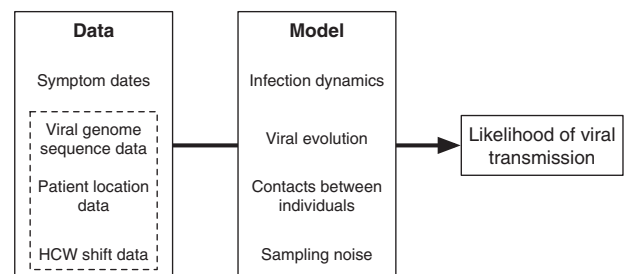 Data
Symptom dates
Viral genome
sequence data
Patient location
data
HCW shift data
Model
Infection dynamics
Viral evolution
Contacts between
individuals
Sampling noise
Likelihood of viral
transmission